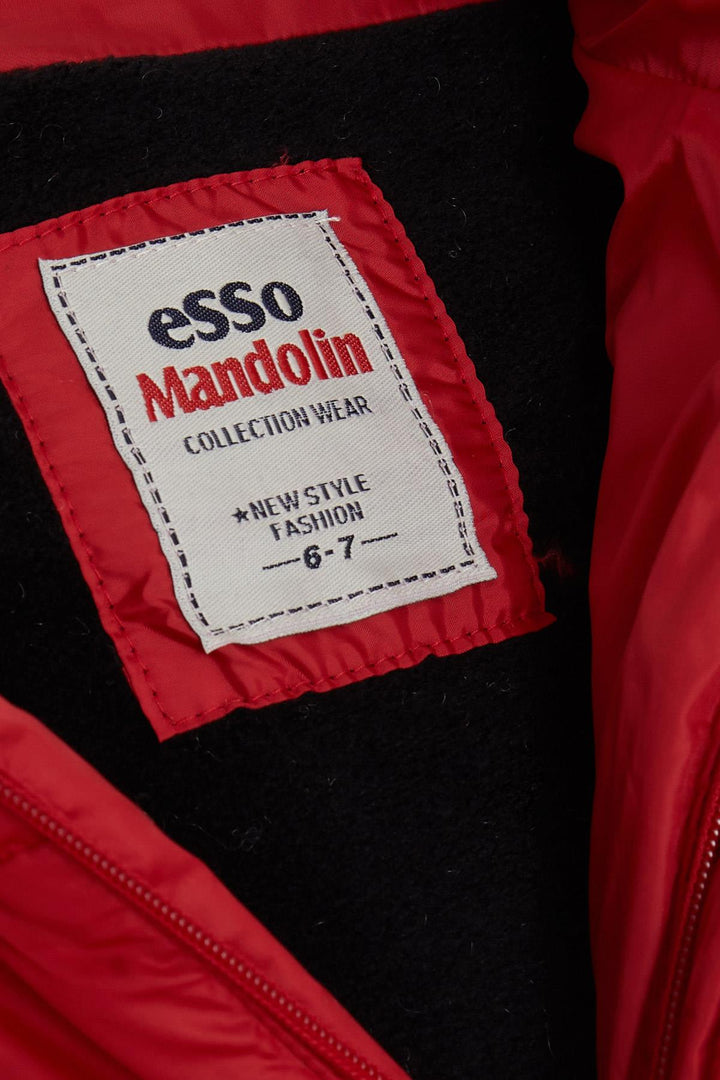 esso
Mandolin
COLLECTION WEAR
★NEW STYLE
FASHION
—6-7—